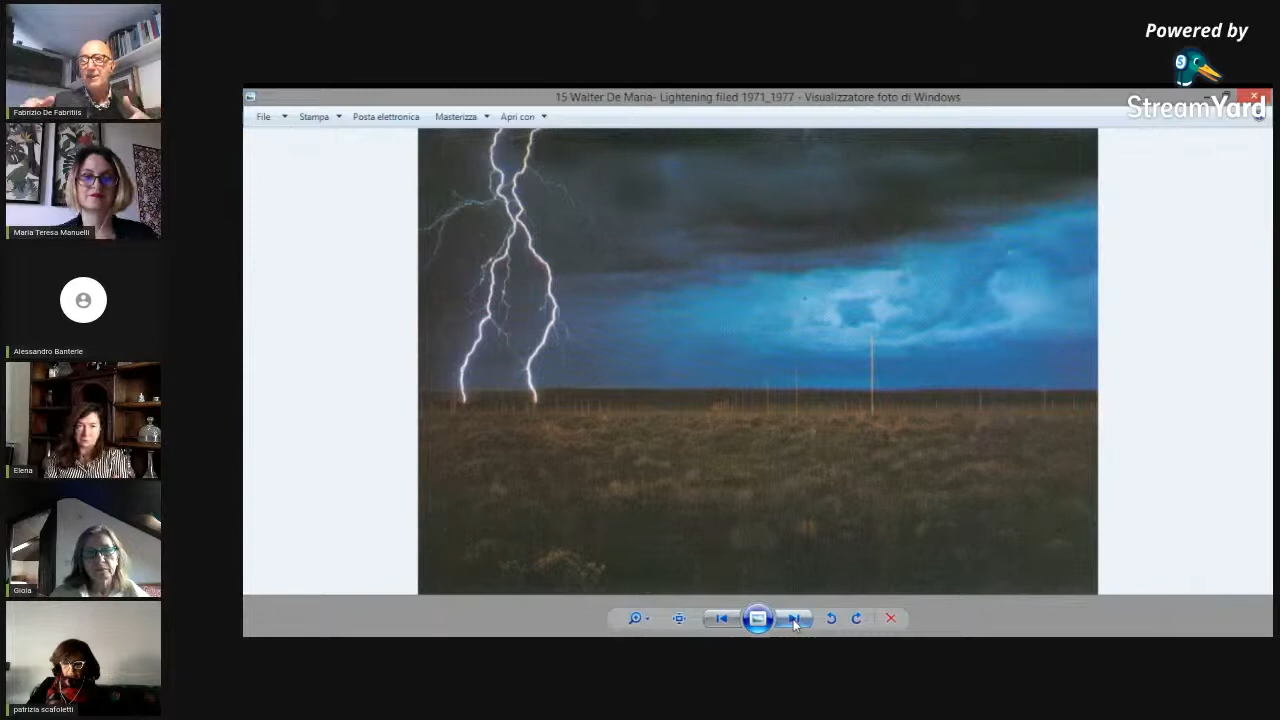 Powered by
StreamYard
15 Walter De Maria- Lightening filed 1971_1977 - Visualizzatore foto di Windows
File Stampa Posta elettronica Masterizza Apri con
Fabrizio De Fabritiis
Maria Teresa Manuelli
Alessandro Banterle
Elena
Gioia
patrizia scafoletti